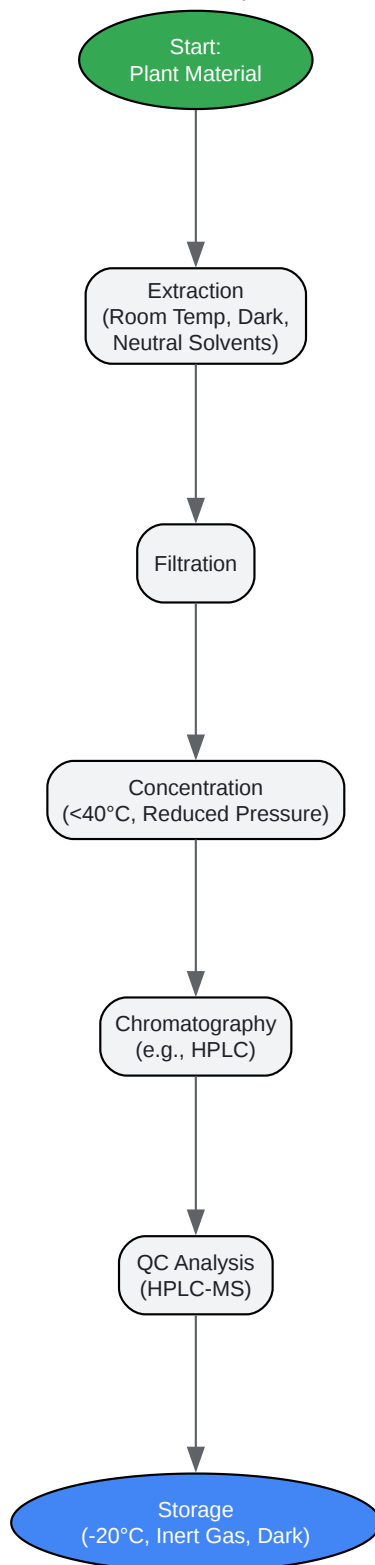 Start:
Plant Material
Extraction
(Room Temp, Dark,
Neutral Solvents)
Filtration
Concentration
(<40°C, Reduced Pressure)
Chromatography
(e.g., HPLC)
QC Analysis
(HPLC-MS)
Storage
(-20°C, Inert Gas, Dark)